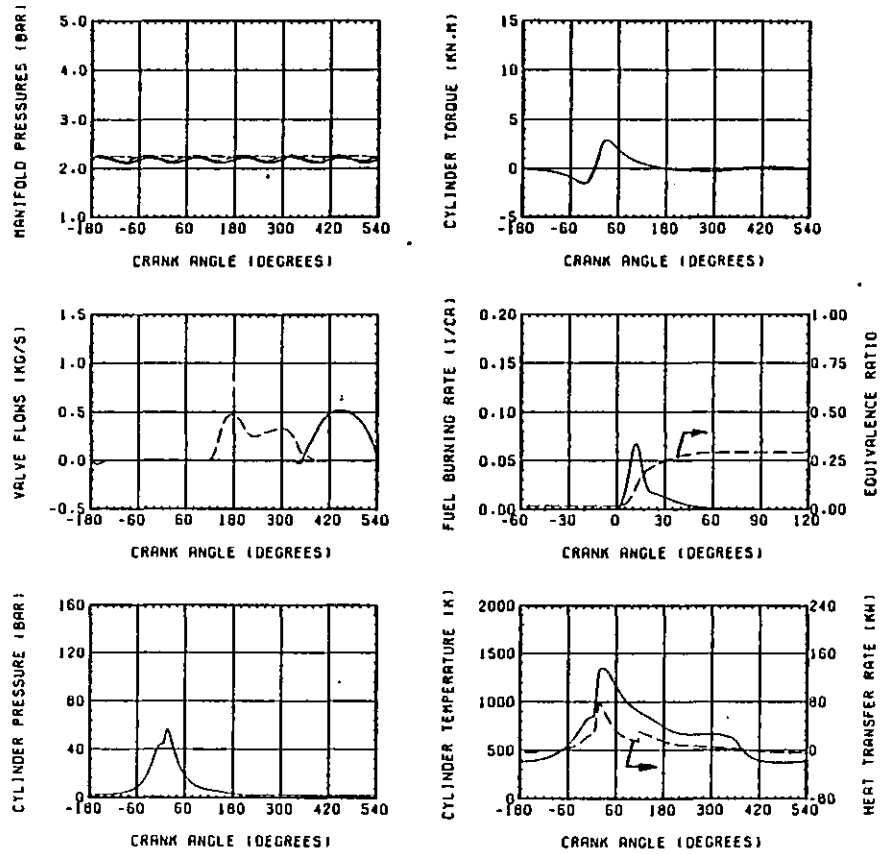 MANIFOLD PRESSURES (BAR)
5.0
4.0
3.0
2.0
1.0
-180 -60 60 180 300 420 540
CRANK ANGLE (DEGREES)
CYLINDER TORQUE (KN.M)
15
10
5
0
-5
-180 -60 60 180 300 420 540
CRANK ANGLE (DEGREES)
VALVE FLOWS (KG/S)
1.5
1.0
0.5
0.0
-0.5
-180 -60 60 180 300 420 540
CRANK ANGLE (DEGREES)
FUEL BURNING RATE (1/CA)
0.20
0.15
0.10
0.05
0.00
-60 -30 0 30 60 90 120
CRANK ANGLE (DEGREES)
1.00
0.75
0.50
0.25
0.00
EQUIVALENCE RATIO
CYLINDER PRESSURE (BAR)
160
120
80
40
0
-180 -60 60 180 300 420 540
CRANK ANGLE (DEGREES)
CYLINDER TEMPERATURE (K)
2000
1500
1000
500
0
-180 -60 60 180 300 420 540
CRANK ANGLE (DEGREES)
240
160
80
0
-80
HEAT TRANSFER RATE (KW)